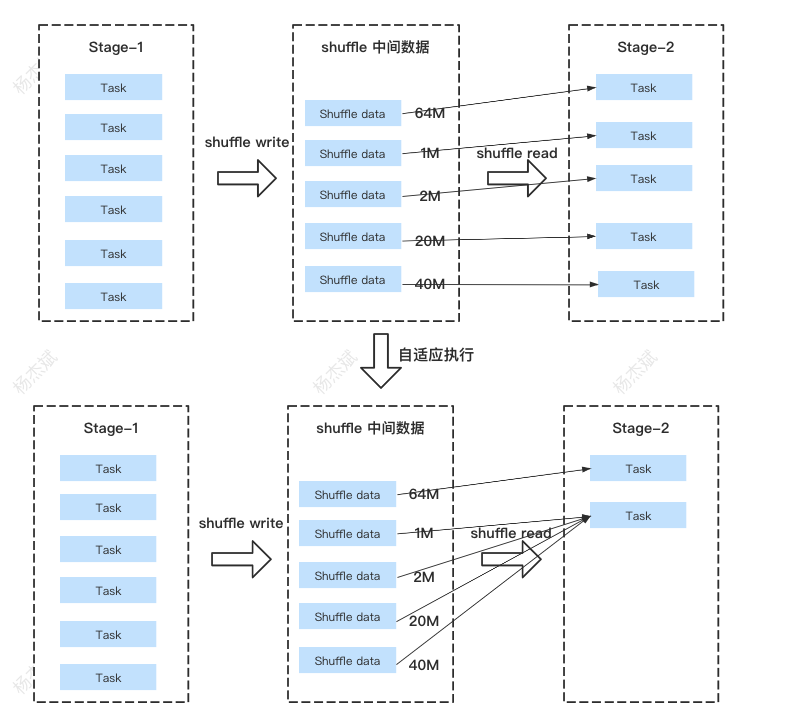 Stage-1
shuffle 中间数据
Stage-2
Task
Task
Task
Task
Task
Task
shuffle write
Shuffle data
64M
Shuffle data
1M
Shuffle data
2M
Shuffle data
20M
Shuffle data
40M
shuffle read
Task
Task
Task
Task
Task
自适应执行
杨杰斌
杨杰斌
杨杰斌
Stage-1
shuffle 中间数据
Stage-2
Task
Task
Task
Task
Task
Task
shuffle write
Shuffle data
64M
Shuffle data
1M
Shuffle data
2M
Shuffle data
20M
Shuffle data
40M
shuffle read
Task
Task